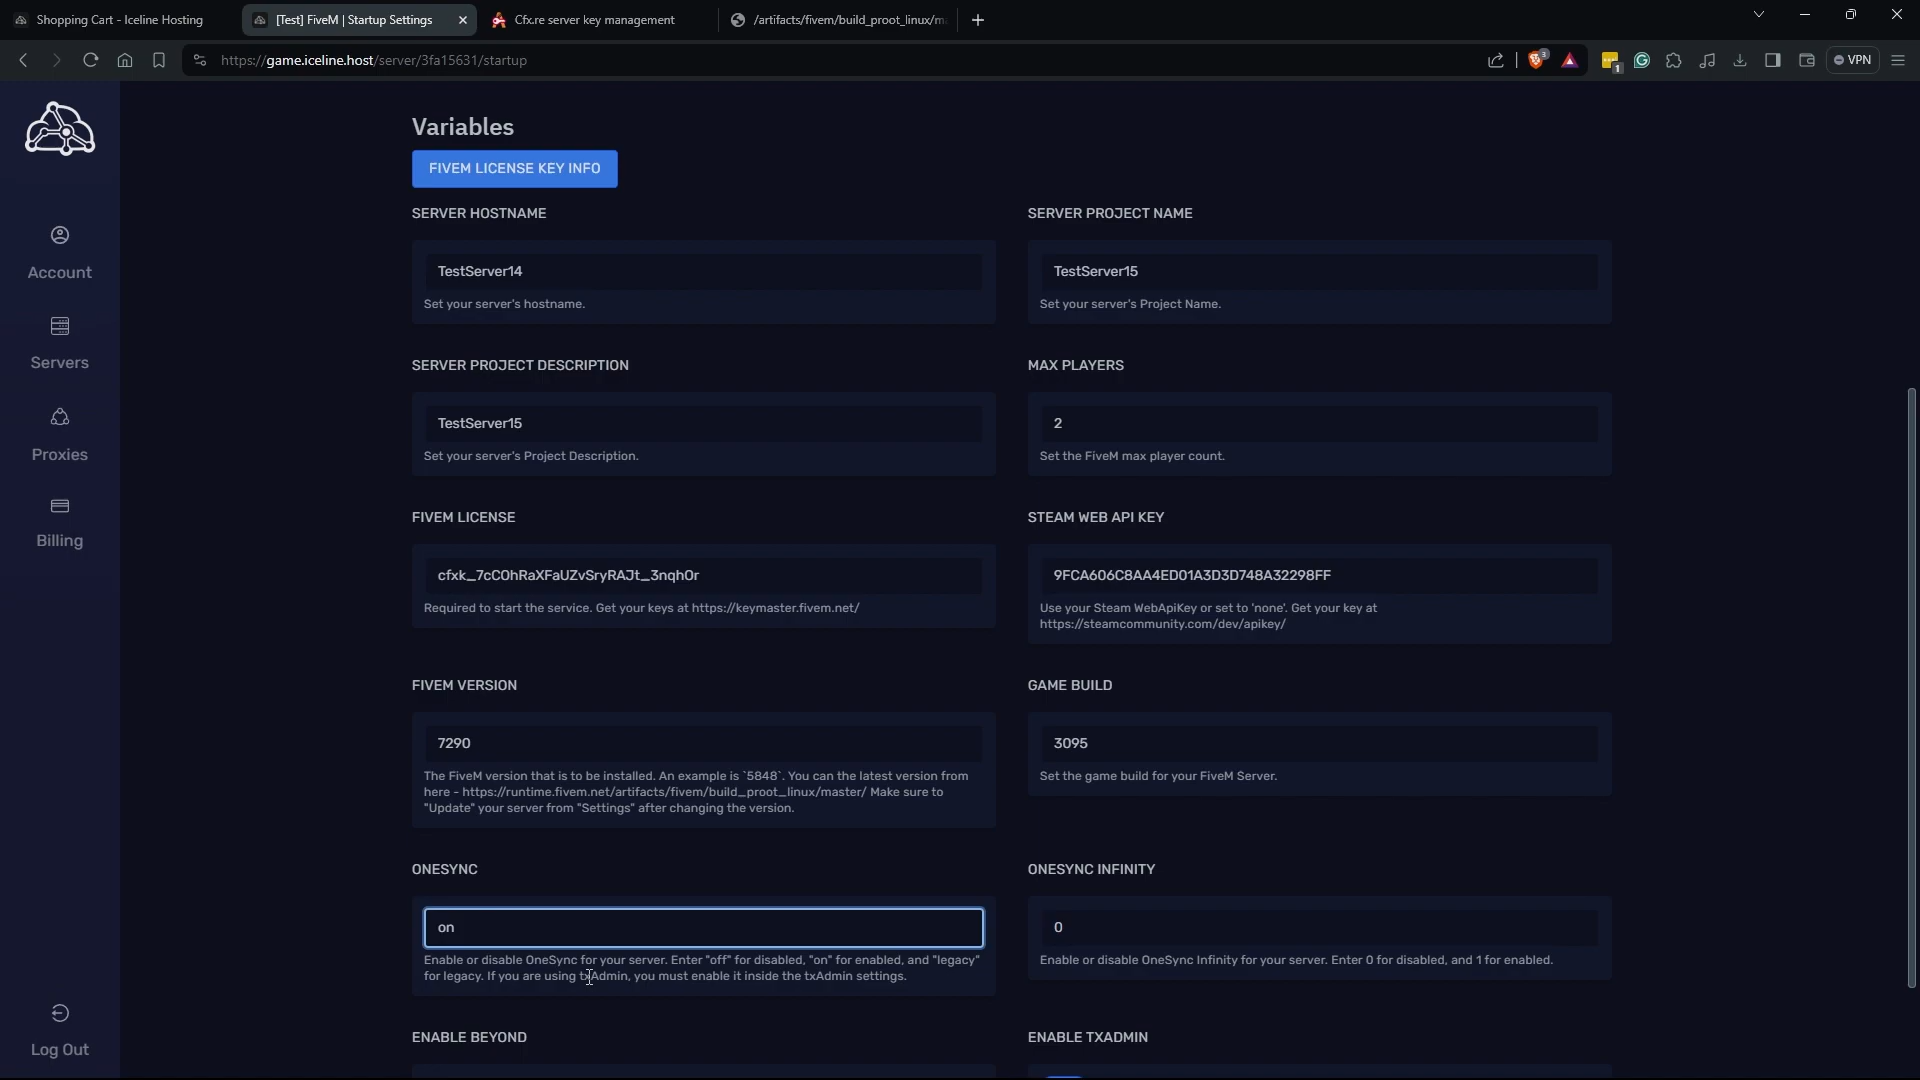 Shopping Cart - Iceline Hosting
[Test] FiveM | Startup Settings
Cfx.re server key management
/artifacts/fivem/build_proot_linux/m
https://game.iceline.host/server/3fa15631/startup
3
1
VPN
Account
Servers
Proxies
Billing
Log Out
Variables
FIVEM LICENSE KEY INFO
SERVER HOSTNAME
TestServer14
Set your server's hostname.
SERVER PROJECT NAME
TestServer15
Set your server's Project Name.
SERVER PROJECT DESCRIPTION
TestServer15
Set your server's Project Description.
MAX PLAYERS
2
Set the FiveM max player count.
FIVEM LICENSE
cfxk_7cCOhRaXFaUZvSryRAJt_3nqhOr
Required to start the service. Get your keys at https://keymaster.fivem.net/
STEAM WEB API KEY
9FCA606C8AA4ED01A3D3D748A32298FF
Use your Steam WebApiKey or set to 'none'. Get your key at
https://steamcommunity.com/dev/apikey/
FIVEM VERSION
7290
The FiveM version that is to be installed. An example is `5848`. You can the latest version from
here - https://runtime.fivem.net/artifacts/fivem/build_proot_linux/master/ Make sure to
"Update" your server from "Settings" after changing the version.
GAME BUILD
3095
Set the game build for your FiveM Server.
ONESYNC
on
Enable or disable OneSync for your server. Enter "off" for disabled, "on" for enabled, and "legacy"
for legacy. If you are using txAdmin, you must enable it inside the txAdmin settings.
ONESYNC INFINITY
0
Enable or disable OneSync Infinity for your server. Enter 0 for disabled, and 1 for enabled.
ENABLE BEYOND
ENABLE TXADMIN